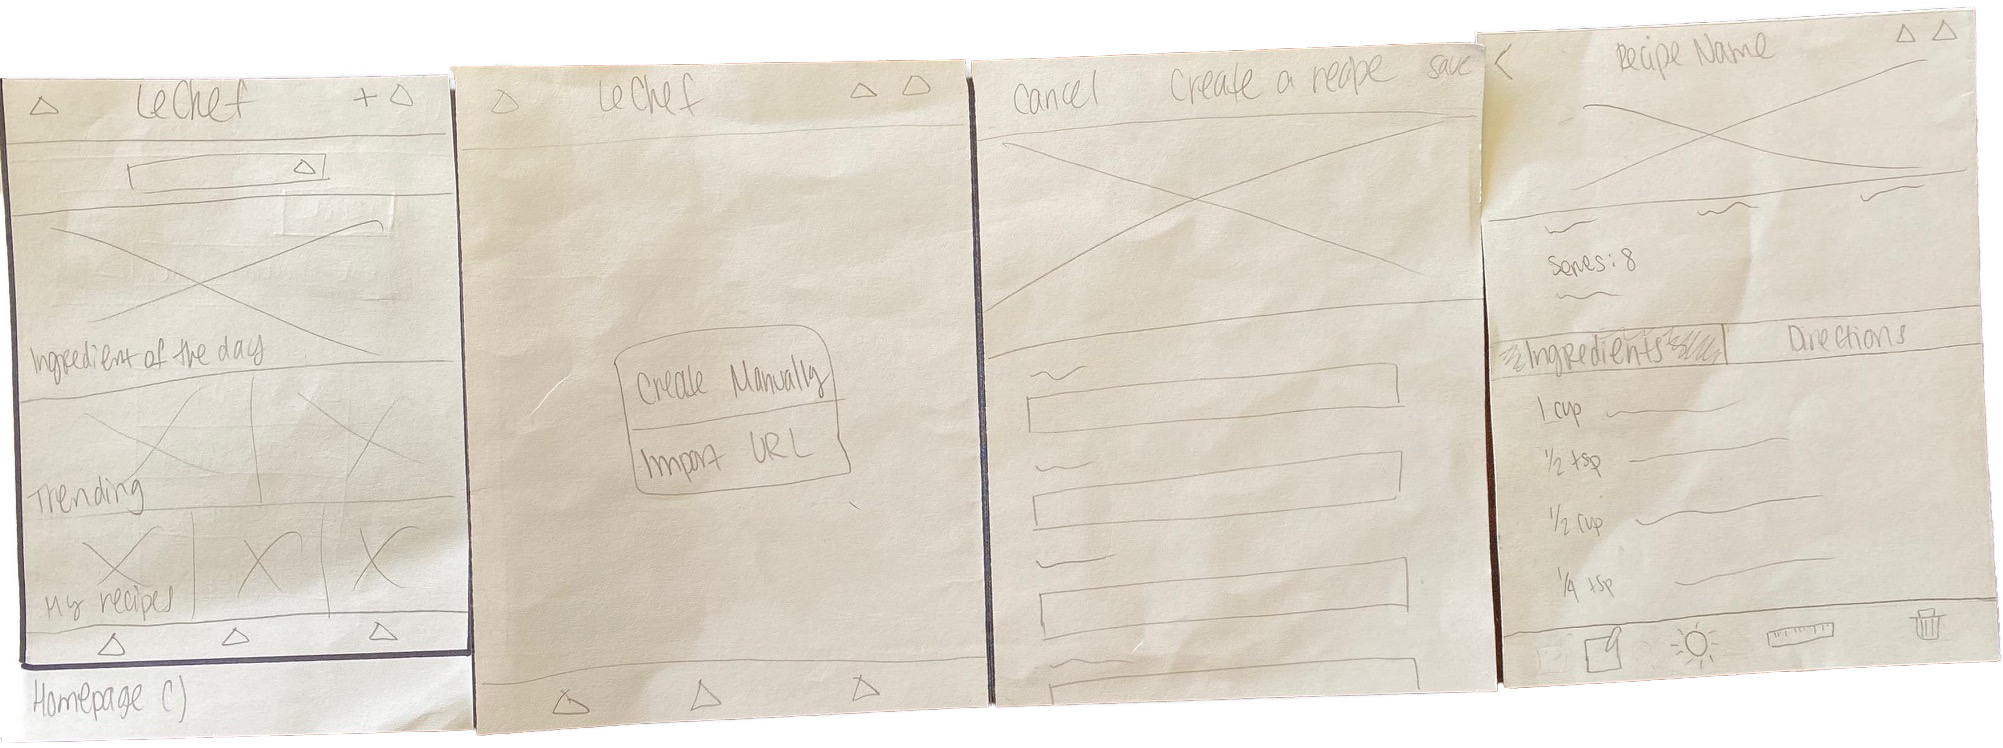 LeChef +
Ingredient of the day
Trending
My recipes
Homepage C)
LeChef
Create Manually
Import URL
Cancel Create a recipe save
< Recipe Name
Serves: 8
Ingredients Directions
1 cup
1/2 tsp
1/2 cup
1/4 tsp